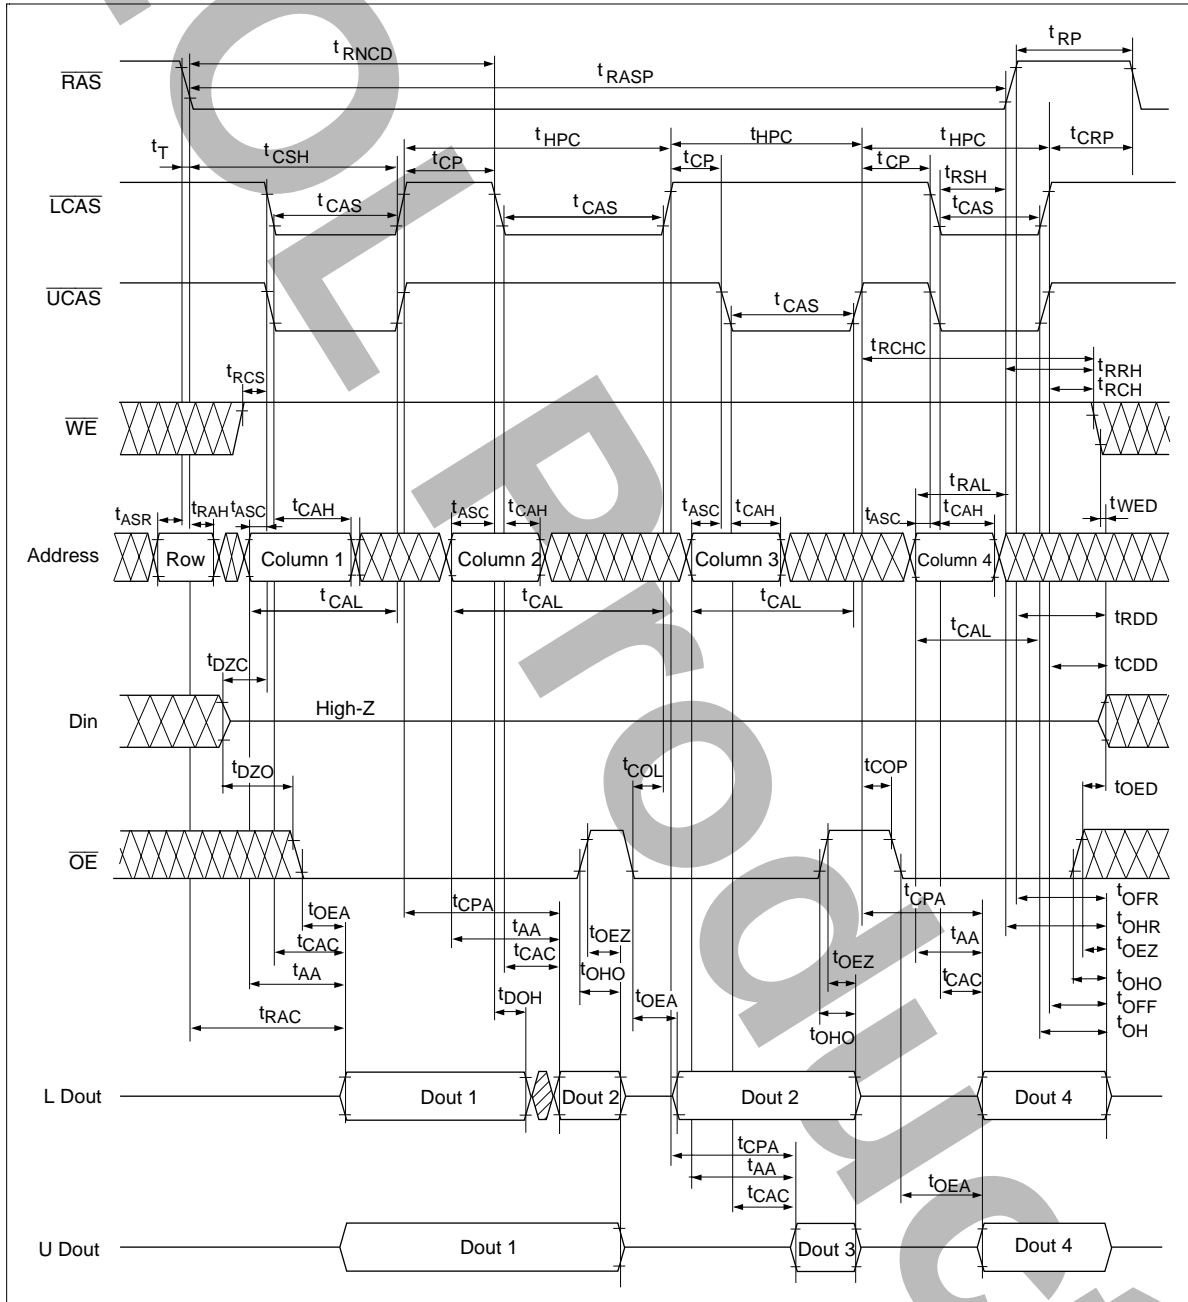 tRNCD
tRP
RAS
tRASP
tT
tCSH
tHPC
tHPC
tHPC
tCRP
tCP
tCP
tCP
tRSH
LCAS
tCAS
tCAS
tCAS
UCAS
tCAS
tRCHC
tRRH
tRCS
tRCH
WE
tRAL
tASR
tRAH
tASC
tCAH
tASC
tCAH
tASC
tCAH
tASC
tCAH
tWED
Address
Row
Column 1
Column 2
Column 3
Column 4
tCAL
tCAL
tCAL
tCAL
tRDD
tDZC
tCDD
Din
High-Z
tDZO
tCOL
tCOP
tOED
OE
tOEA
tCPA
tCPA
tOFR
tCAC
tAA
tOEZ
tAA
tOHR
tAA
tCAC
tOEZ
tCAC
tOEZ
tRAC
tDOH
tOHO
tOEA
tOHO
tOHO
tOFF
tOH
L Dout
Dout 1
Dout 2
Dout 2
Dout 4
tCPA
tAA
tCAC
tOEA
U Dout
Dout 1
Dout 3
Dout 4
OL Product